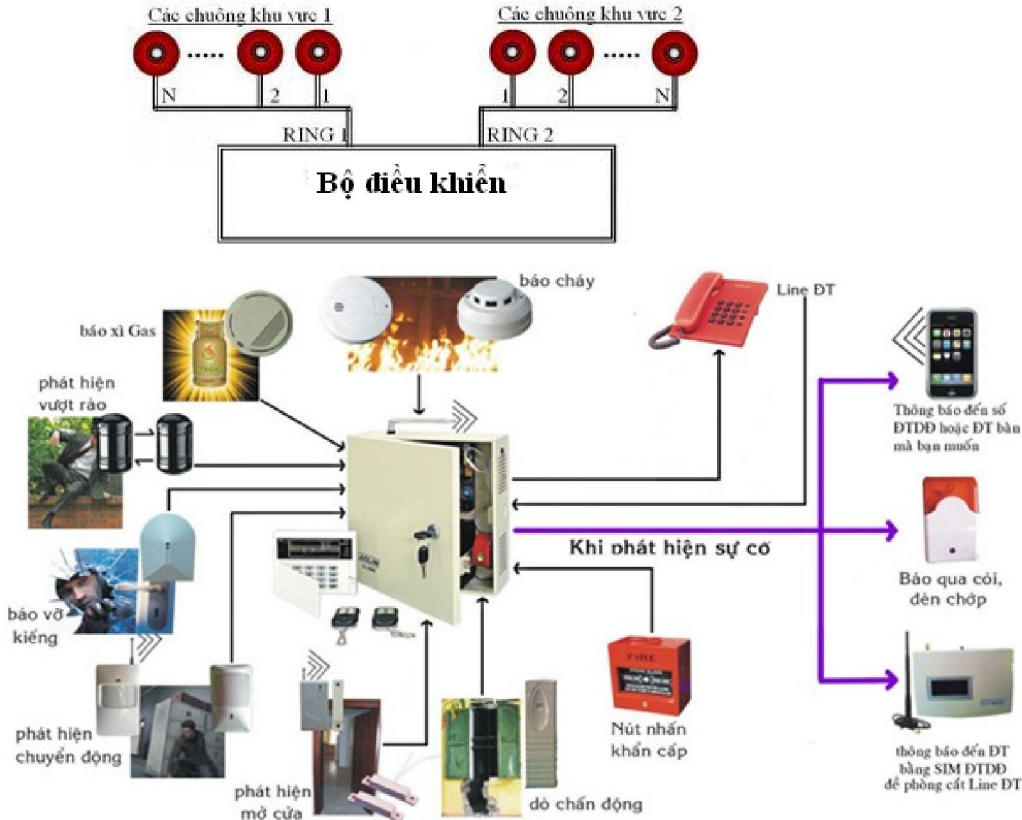 Các chuông khu vực 1
Các chuông khu vực 2
N
2
1
1
2
N
RING 1
RING 2
Bộ điều khiển
báo cháy
Line ĐT
báo xì Gas
phát hiện
vượt rào
Thông báo đến số
ĐTDĐ hoặc ĐT bàn
mà bạn muốn
Khi phát hiện sự cố
Báo qua còi,
đèn chớp
báo vỡ
kiếng
FIRE
phát hiện
chuyển động
Nút nhấn
khẩn cấp
phát hiện
mở cửa
dò chấn động
thông báo đến ĐT
bằng SIM ĐTDĐ
đề phòng cắt Line ĐT